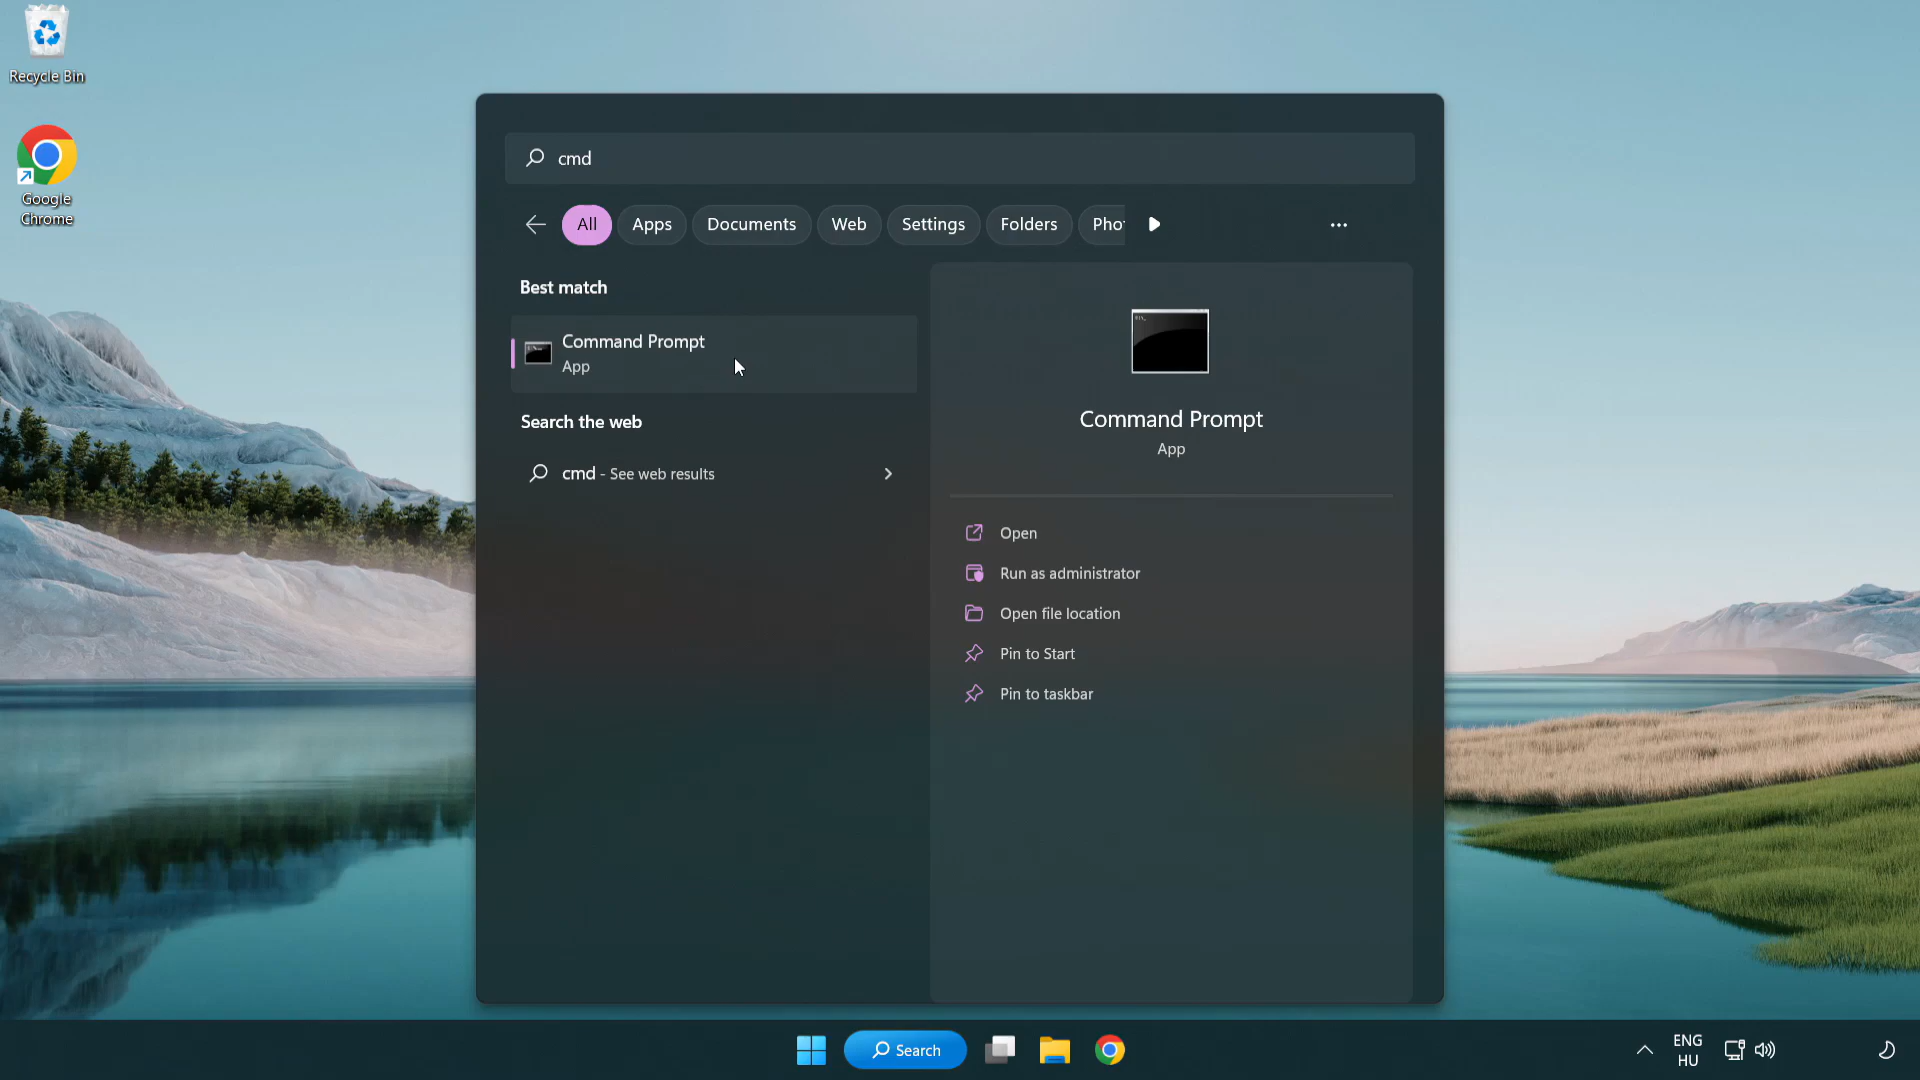 Recycle Bin
Google
Chrome
cmd
All
Apps
Documents
Web
Settings
Folders
Pho
Best match
Command Prompt
App
Search the web
cmd - See web results
Command Prompt
App
Open
Run as administrator
Open file location
Pin to Start
Pin to taskbar
Search
ENG
HU